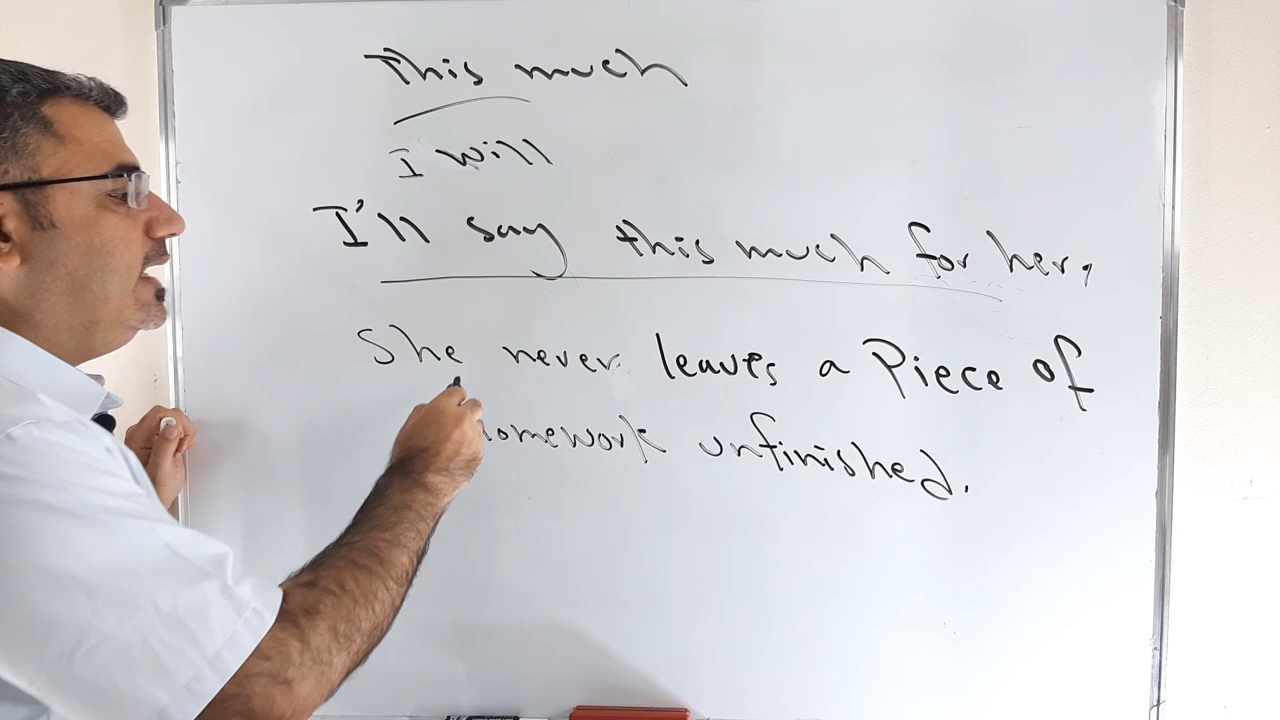 This much
I will
I'll say this much for her,
She never leaves a Piece of
homework unfinished.